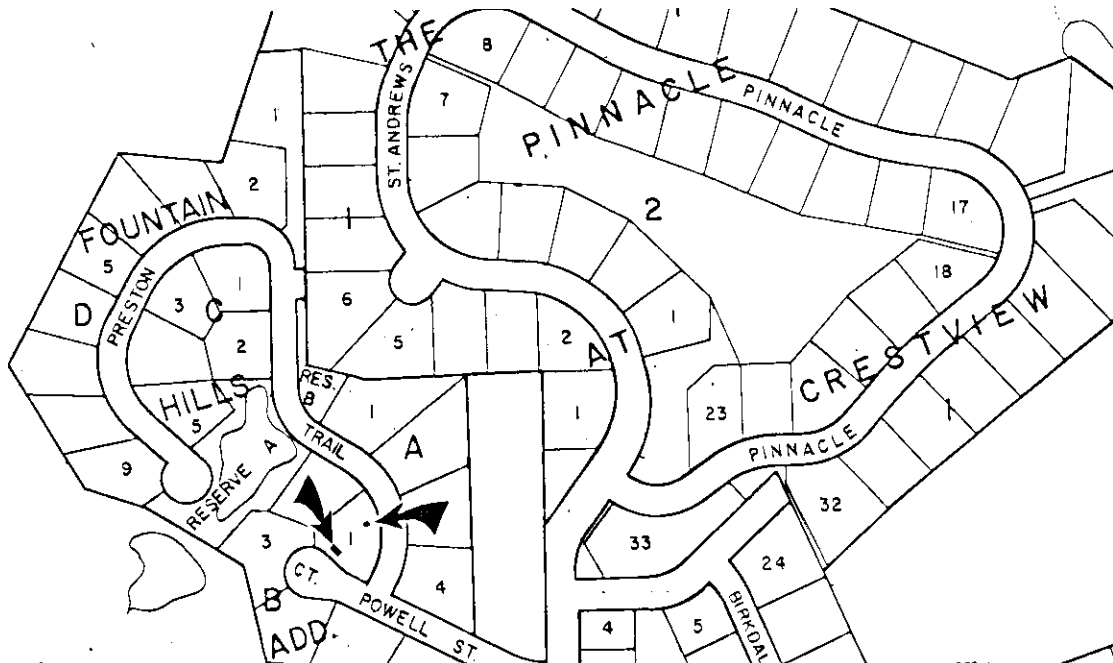 THE
PINNACLE
AT
CRESTVIEW
FOUNTAIN
HILLS
ADD.
ST. ANDREWS
PINNACLE
PINNACLE
PRESTON
TRAIL
POWELL ST.
CT.
BIRKDAL
RESERVE A
RES.
B
A
B
C
D
1
2
1
6
5
2
1
7
8
2
1
17
18
23
1
1
32
33
24
4
5
5
3
1
2
5
9
1
3
1
4